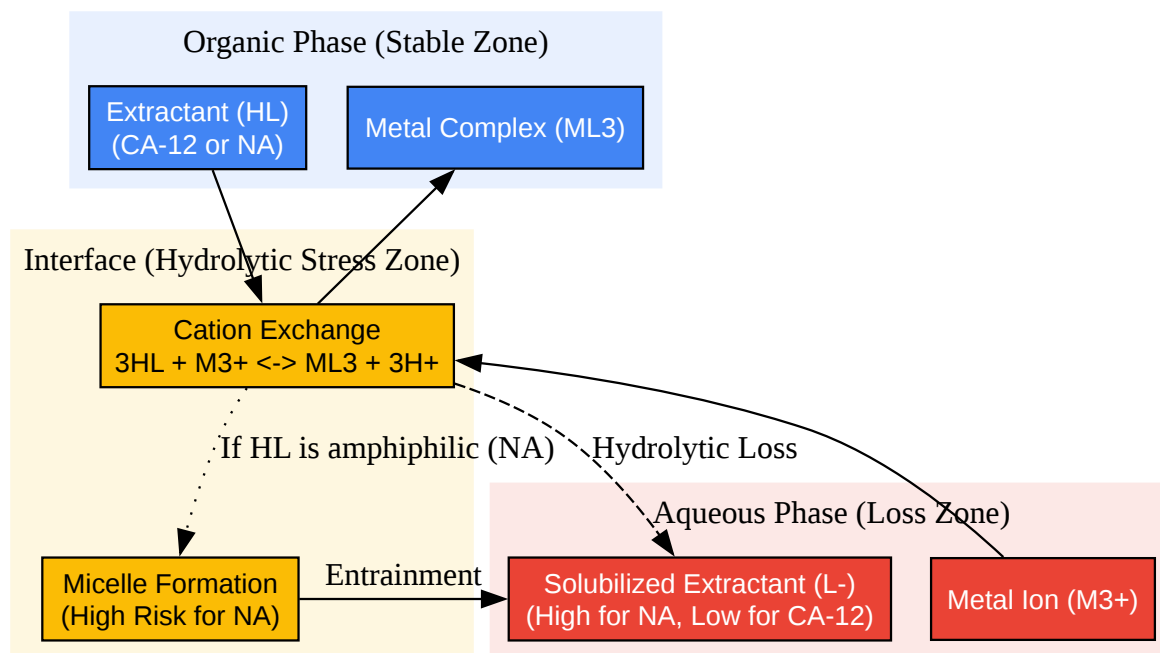 Organic Phase (Stable Zone)
Extractant (HL)
(CA-12 or NA)
Metal Complex (ML3)
Interface (Hydrolytic Stress Zone)
Cation Exchange
3HL + M3+ <-> ML3 + 3H+
If HL is amphiphilic (NA)
Hydrolytic Loss
Aqueous Phase (Loss Zone)
Micelle Formation
(High Risk for NA)
Entrainment
Solubilized Extractant (L-)
(High for NA, Low for CA-12)
Metal Ion (M3+)